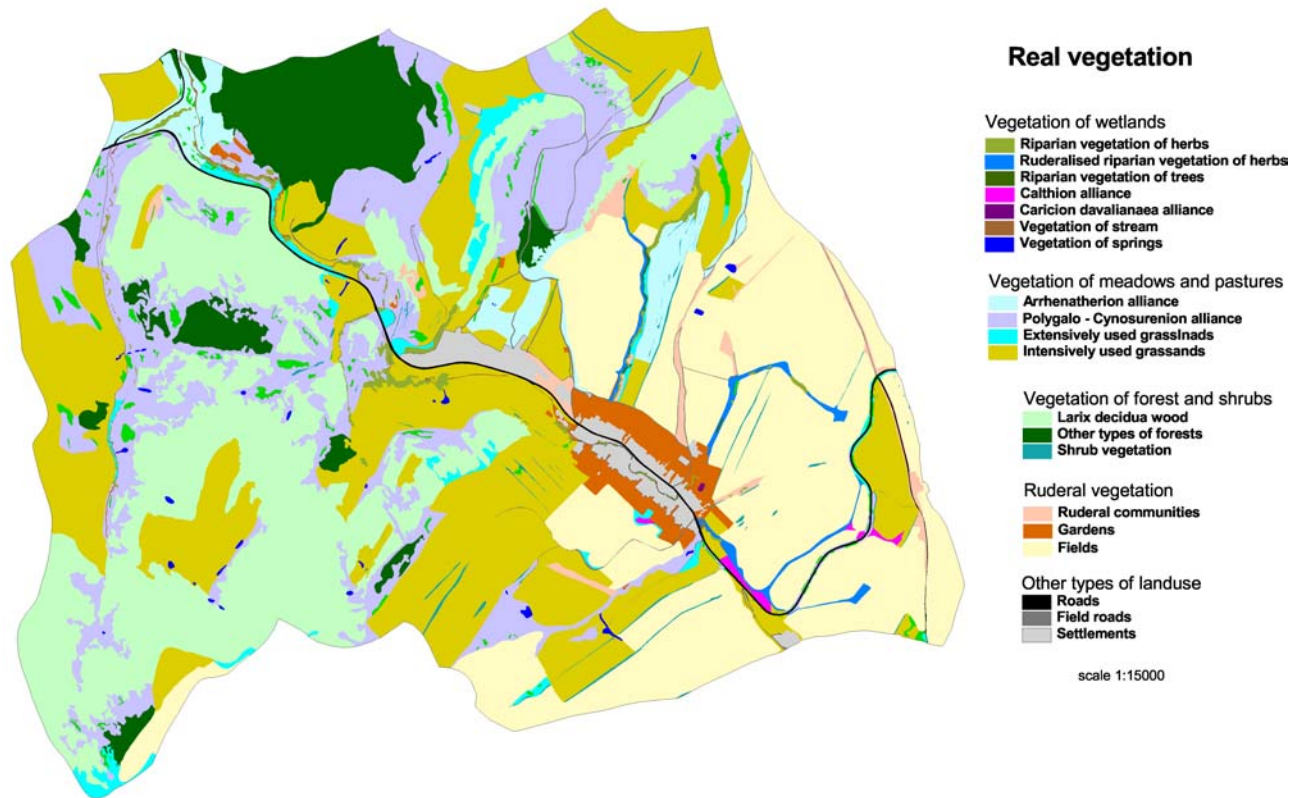 Real vegetation
Vegetation of wetlands
Riparian vegetation of herbs
Ruderalised riparian vegetation of herbs
Riparian vegetation of trees
Calthion alliance
Caricion davalianaea alliance
Vegetation of stream
Vegetation of springs
Vegetation of meadows and pastures
Arrhenatherion alliance
Polygalo - Cynosurenion alliance
Extensively used grasslnads
Intensively used grassands
Vegetation of forest and shrubs
Larix decidua wood
Other types of forests
Shrub vegetation
Ruderal vegetation
Ruderal communities
Gardens
Fields
Other types of landuse
Roads
Field roads
Settlements
scale 1:15000